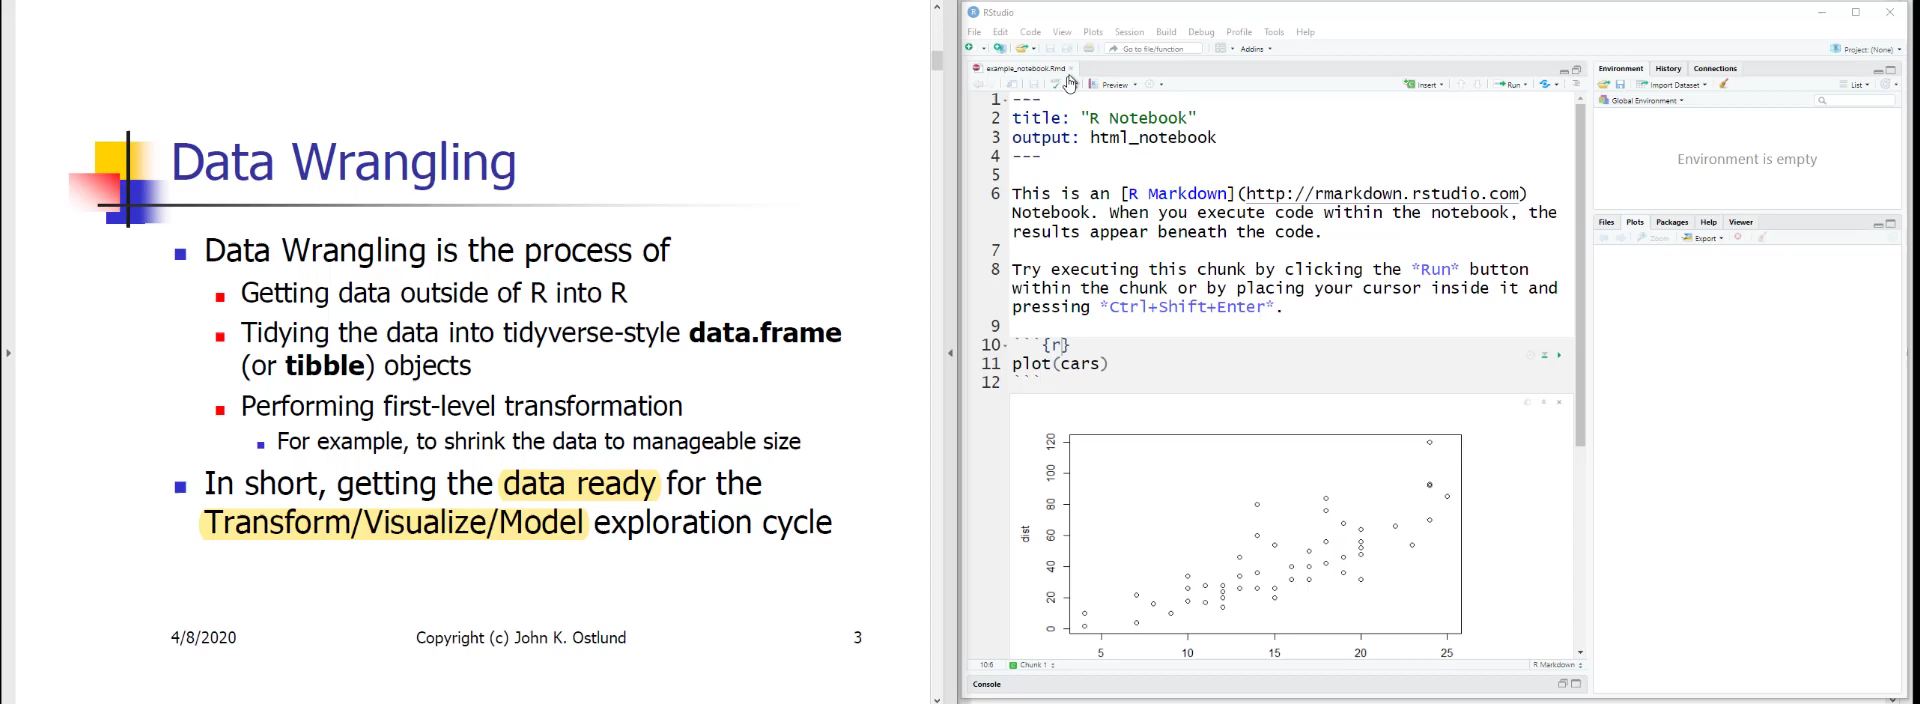 Data Wrangling
Data Wrangling is the process of
Getting data outside of R into R
Tidying the data into tidyverse-style data.frame
(or tibble) objects
Performing first-level transformation
For example, to shrink the data to manageable size
In short, getting the data ready for the
Transform/Visualize/Model exploration cycle
4/8/2020
Copyright (c) John K. Ostlund
3
RStudio
File Edit Code View Plots Session Build Debug Profile Tools Help
Go to file/function
Addins
Project: (None)
example_notebook.Rmd
Preview
Insert
Run
1 ---
2 title: "R Notebook"
3 output: html_notebook
4 ---
5
6 This is an [R Markdown](http://rmarkdown.rstudio.com)
Notebook. When you execute code within the notebook, the
results appear beneath the code.
7
8 Try executing this chunk by clicking the *Run* button
within the chunk or by placing your cursor inside it and
pressing *Ctrl+Shift+Enter*.
9
10 ```{r}
11 plot(cars)
12 ```
dist
120
100
80
60
40
20
0
5 10 15 20 25
10:6
Chunk 1
R Markdown
Console
Environment History Connections
Import Dataset
List
Global Environment
Environment is empty
Files Plots Packages Help Viewer
Zoom
Export